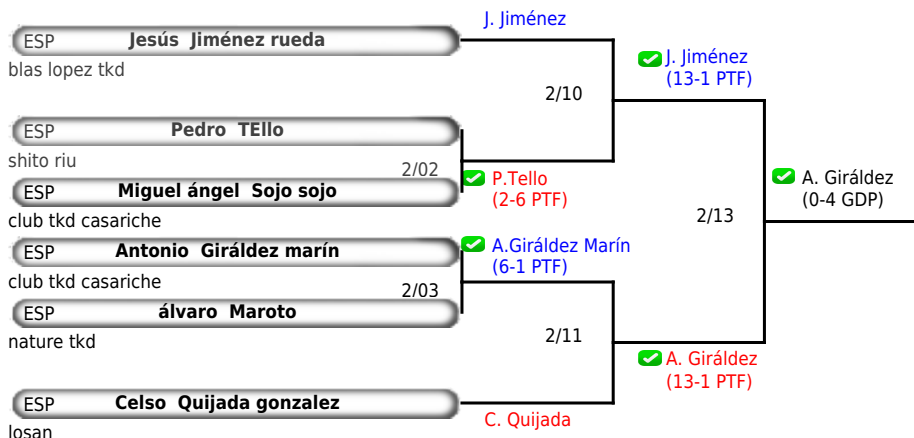 J. Jiménez
ESP Jesús Jiménez rueda
blas lopez tkd
J. Jiménez
(13-1 PTF)
2/10
ESP Pedro TEllo
shito riu
2/02
P.Tello
(2-6 PTF)
ESP Miguel ángel Sojo sojo
club tkd casariche
A. Giráldez
(0-4 GDP)
2/13
ESP Antonio Giráldez marín
club tkd casariche
A.Giráldez Marín
(6-1 PTF)
2/03
ESP álvaro Maroto
nature tkd
2/11
A. Giráldez
(13-1 PTF)
ESP Celso Quijada gonzalez
losan
C. Quijada